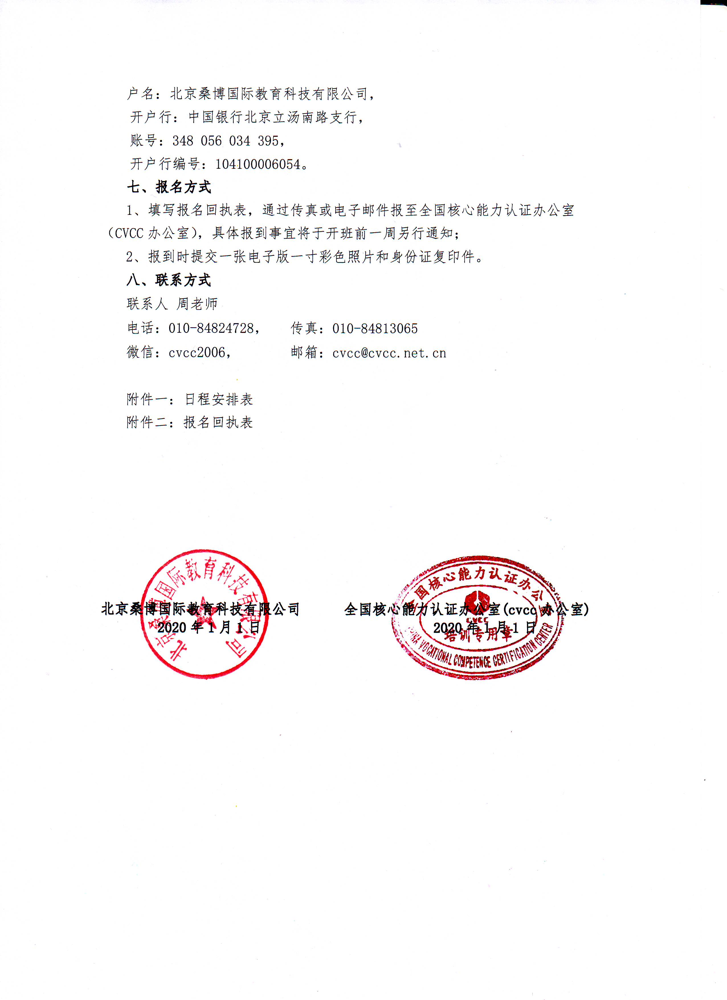 户名：北京桑博国际教育科技有限公司，
开户行：中国银行北京立汤南路支行，
账号：348 056 034 395，
开户行编号：104100006054。
七、报名方式
1、填写报名回执表，通过传真或电子邮件报至全国核心能力认证办公室
（CVCC 办公室），具体报到事宜将于开班前一周另行通知；
2、报到时提交一张电子版一寸彩色照片和身份证复印件。
八、联系方式
联系人 周老师
电话：010-84824728， 传真：010-84813065
微信：cvcc2006， 邮箱：cvcc@cvcc.net.cn
附件一：日程安排表
附件二：报名回执表
北京桑博国际教育科技有限公司
2020 年 1 月 1 日
北京桑博国际教育科技有限公司
全国核心能力认证办公室(cvcc 办公室)
2020 年 1 月 1 日
全国核心能力认证办公室
CVCC
培训专用章
CHINA VOCATIONAL COMPETENCE CERTIFICATION CENTER